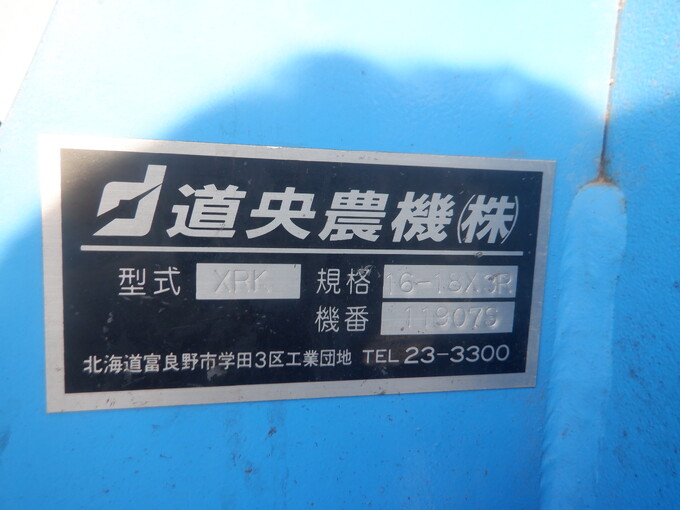 道央農機(株)
型式 XRK 規格 16-18X3R
機番
北海道富良野市学田3区工業団地 TEL 23-3300